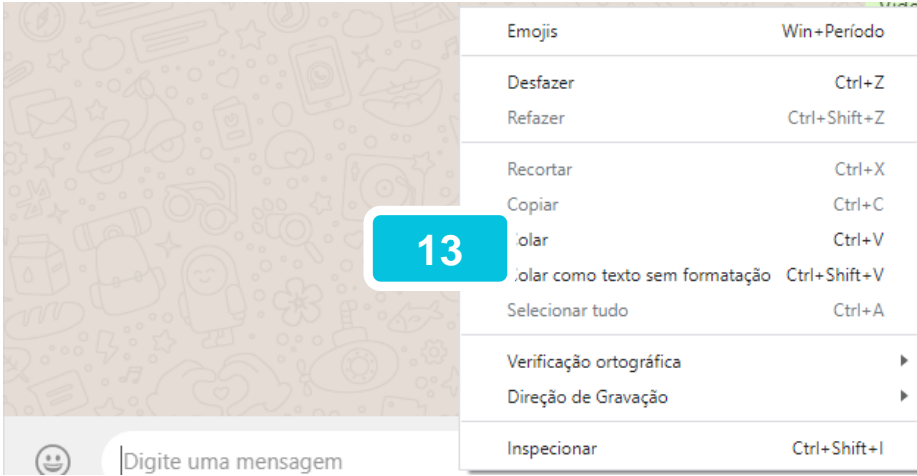 Emojis Win+Período
Desfazer Ctrl+Z
Refazer Ctrl+Shift+Z
Recortar Ctrl+X
Copiar Ctrl+C
13
olar Ctrl+V
olar como texto sem formatação Ctrl+Shift+V
Selecionar tudo Ctrl+A
Verificação ortográfica
Direção de Gravação
Inspecionar Ctrl+Shift+I
Digite uma mensagem